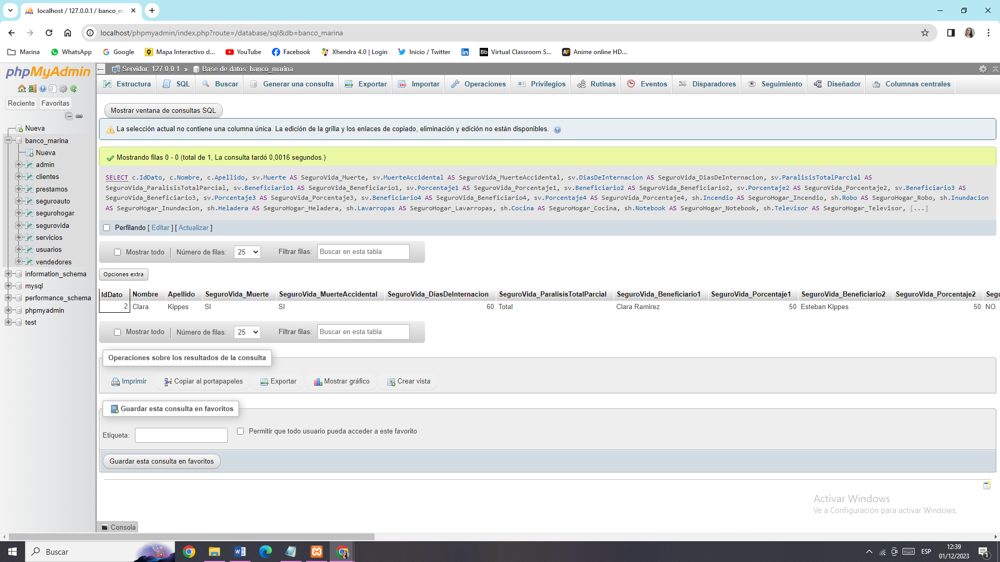 localhost / 127.0.0.1 / banco_m
localhost/phpmyadmin/index.php?route=/database/sql&db=banco_marina
Marina WhatsApp Google Mapa Interactivo d... YouTube Facebook Xhendra 4.0 | Login Inicio / Twitter Virtual Classroom S... Anime online HD...
phpMyAdmin
Reciente Favoritas
Nueva
banco_marina
Nueva
admin
clientes
prestamos
seguroauto
segurohogar
segurovida
servicios
usuarios
vendedores
information_schema
mysql
performance_schema
phpmyadmin
test
Servidor: 127.0.0.1 » Base de datos: banco_marina
Estructura SQL Buscar Generar una consulta Exportar Importar Operaciones Privilegios Rutinas Eventos Disparadores Seguimiento Diseñador Columnas centrales
Mostrar ventana de consultas SQL
La selección actual no contiene una columna única. La edición de la grilla y los enlaces de copiado, eliminación y edición no están disponibles.
Mostrando filas 0 - 0 (total de 1, La consulta tardó 0,0016 segundos.)
SELECT c.IdDato, c.Nombre, c.Apellido, sv.Muerte AS SeguroVida_Muerte, sv.MuerteAccidental AS SeguroVida_MuerteAccidental, sv.DiasDeInternacion AS SeguroVida_DiasDeInternacion, sv.ParalisisTotalParcial AS
SeguroVida_ParalisisTotalParcial, sv.Beneficiario1 AS SeguroVida_Beneficiario1, sv.Porcentaje1 AS SeguroVida_Porcentaje1, sv.Beneficiario2 AS SeguroVida_Beneficiario2, sv.Porcentaje2 AS SeguroVida_Porcentaje2, sv.Beneficiario3 AS
SeguroVida_Beneficiario3, sv.Porcentaje3 AS SeguroVida_Porcentaje3, sv.Beneficiario4 AS SeguroVida_Beneficiario4, sv.Porcentaje4 AS SeguroVida_Porcentaje4, sh.Incendio AS SeguroHogar_Incendio, sh.Robo AS SeguroHogar_Robo, sh.Inundacion
AS SeguroHogar_Inundacion, sh.Heladera AS SeguroHogar_Heladera, sh.Lavarropas AS SeguroHogar_Lavarropas, sh.Cocina AS SeguroHogar_Cocina, sh.Notebook AS SeguroHogar_Notebook, sh.Televisor AS SeguroHogar_Televisor, [...]
Perfilando [ Editar ] [ Actualizar ]
Mostrar todo | Número de filas: 25 Filtrar filas: Buscar en esta tabla
Opciones extra
IdDato Nombre Apellido SeguroVida_Muerte SeguroVida_MuerteAccidental SeguroVida_DiasDeInternacion SeguroVida_ParalisisTotalParcial SeguroVida_Beneficiario1 SeguroVida_Porcentaje1 SeguroVida_Beneficiario2 SeguroVida_Porcentaje2 Segu
2 Clara Kippes SI SI 60 Total Clara Ramirez 50 Esteban Kippes 50 NO
Mostrar todo | Número de filas: 25 Filtrar filas: Buscar en esta tabla
Operaciones sobre los resultados de la consulta
Imprimir Copiar al portapapeles Exportar Mostrar gráfico Crear vista
Guardar esta consulta en favoritos
Etiqueta: Permitir que todo usuario pueda acceder a este favorito
Guardar esta consulta en favoritos
Activar Windows
Ve a Configuración para activar Windows.
Consola
Buscar
ESP
12:39
01/12/2023
1